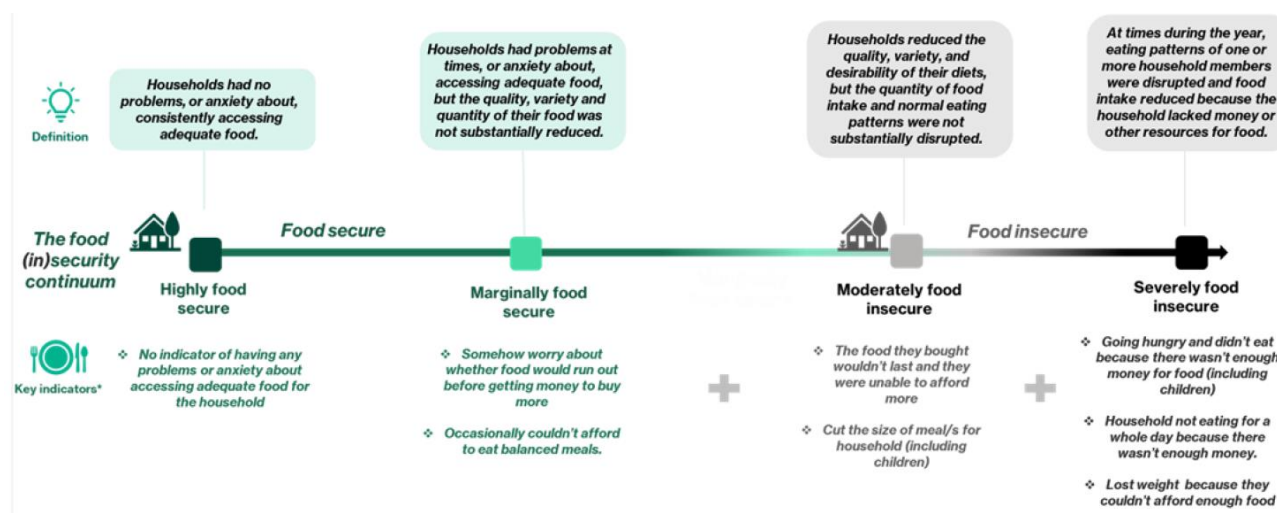 Households had no
problems, or anxiety about,
consistently accessing
adequate food.
Households had problems at
times, or anxiety about,
accessing adequate food,
but the quality, variety and
quantity of their food was
not substantially reduced.
Households reduced the
quality, variety, and
desirability of their diets,
but the quantity of food
intake and normal eating
patterns were not
substantially disrupted.
At times during the year,
eating patterns of one or
more household members
were disrupted and food
intake reduced because the
household lacked money or
other resources for food.
Definition
The food
(in)security
continuum
Food secure
Food insecure
Highly food
secure
Marginally food
secure
Moderately food
insecure
Severely food
insecure
Key indicators*
❖ No indicator of having any
problems or anxiety about
accessing adequate food for
the household
❖ Somehow worry about
whether food would run out
before getting money to buy
more
❖ Occasionally couldn't afford
to eat balanced meals.
❖ The food they bought
wouldn't last and they
were unable to afford
more
❖ Cut the size of meal/s for
household (including
children)
❖ Going hungry and didn't eat
because there wasn't enough
money for food (including
children)
❖ Household not eating for a
whole day because there
wasn't enough money.
❖ Lost weight because they
couldn't afford enough food